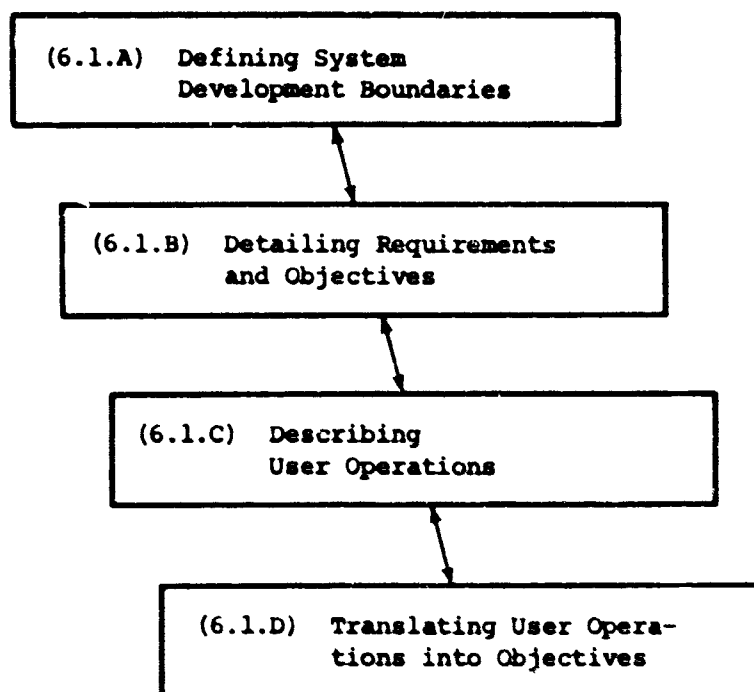 (6.1.A) Defining System
Development Boundaries
(6.1.B) Detailing Requirements
and Objectives
(6.1.C) Describing
User Operations
(6.1.D) Translating User Opera-
tions into Objectives